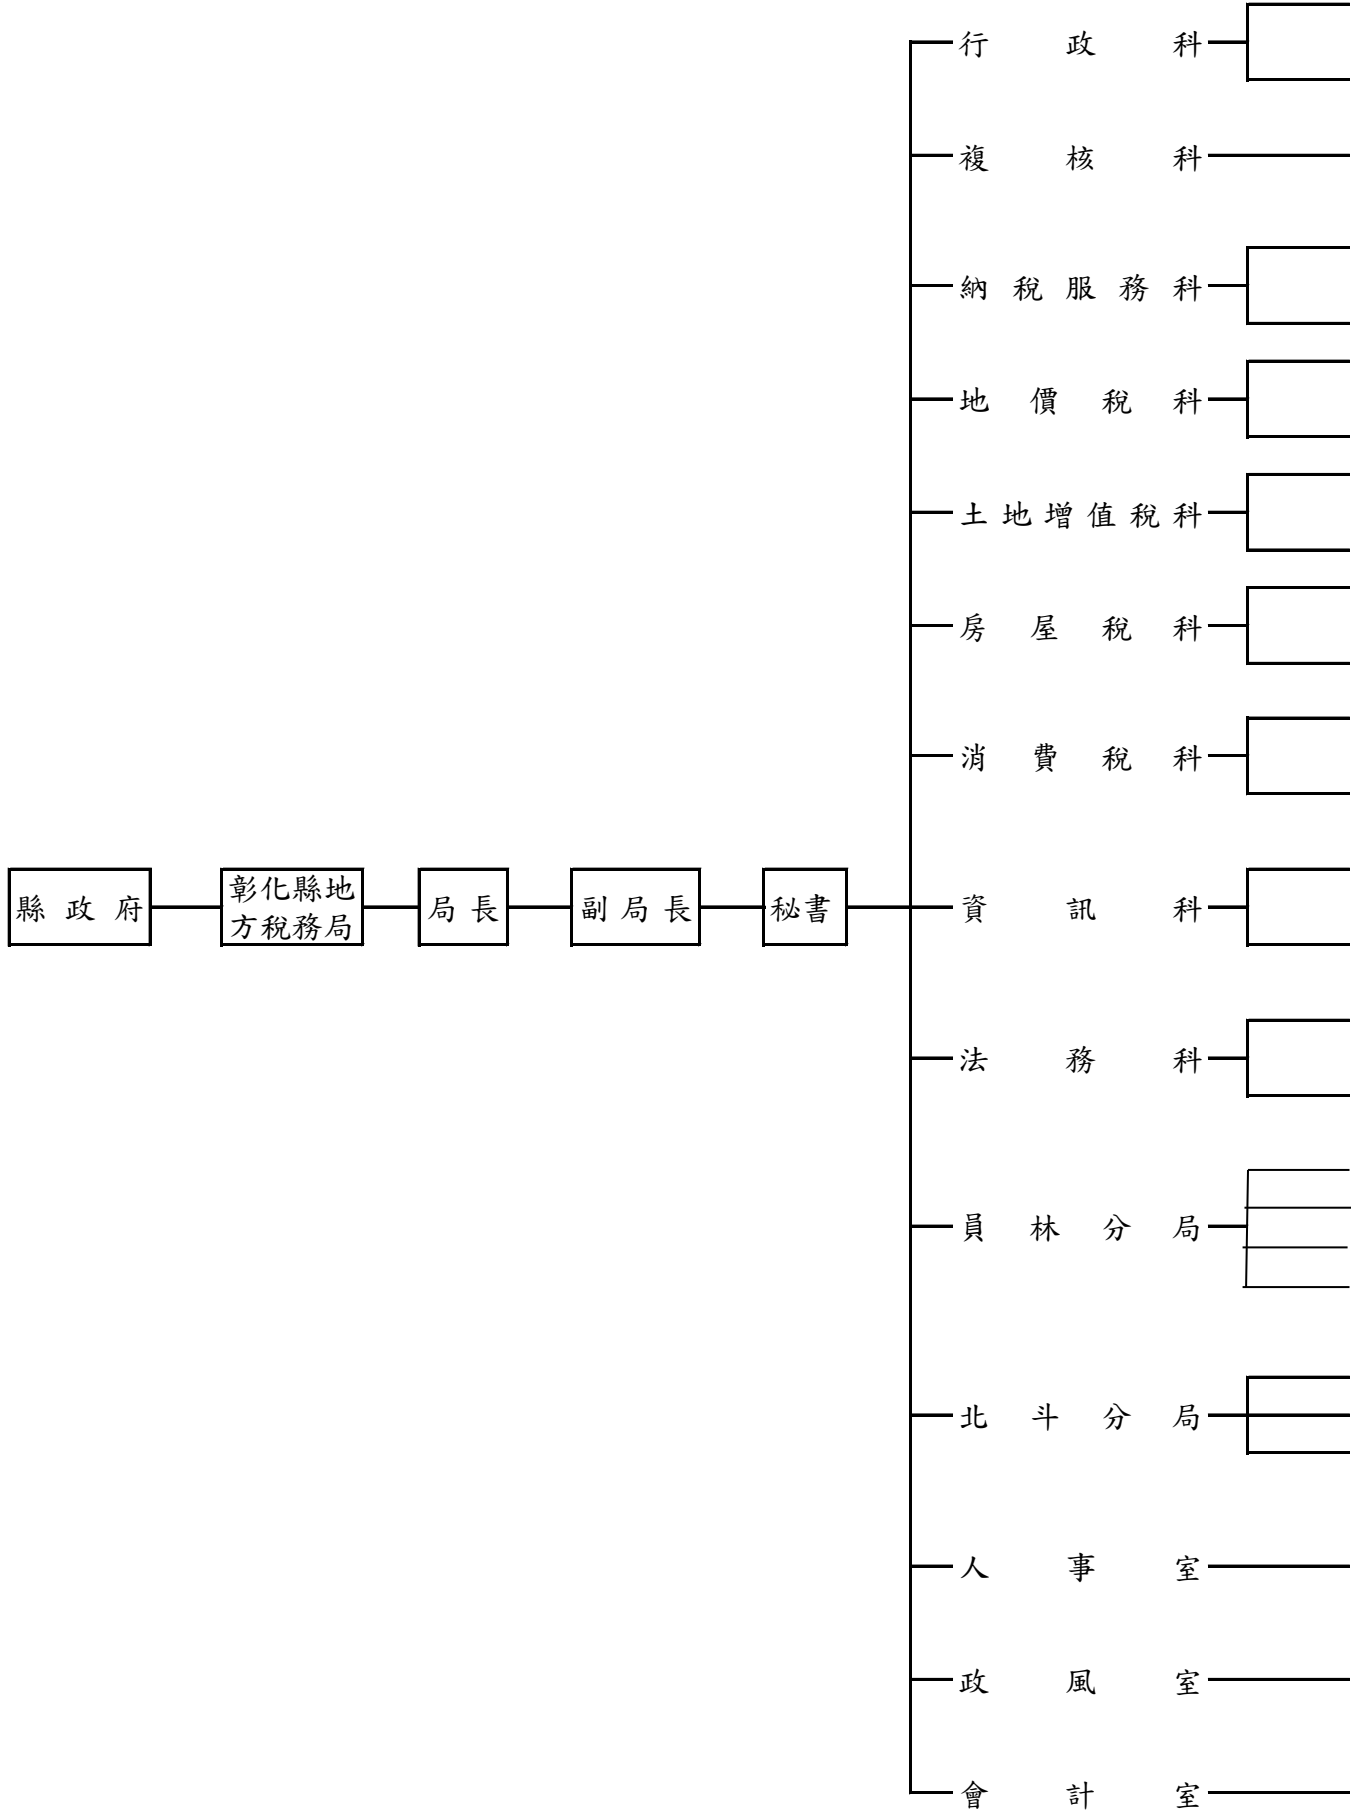 行政科
複核科
納稅服務科
地價稅科
土地增值稅科
房屋稅科
消費稅科
縣政府
彰化縣地
方稅務局
局長
副局長
秘書
資訊科
法務科
員林分局
北斗分局
人事室
政風室
會計室